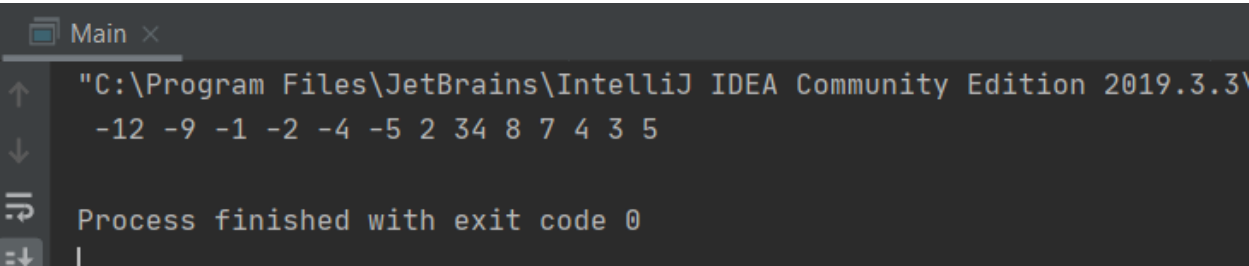 Main
"C:\Program Files\JetBrains\IntelliJ IDEA Community Edition 2019.3.3\
-12 -9 -1 -2 -4 -5 2 34 8 7 4 3 5
Process finished with exit code 0